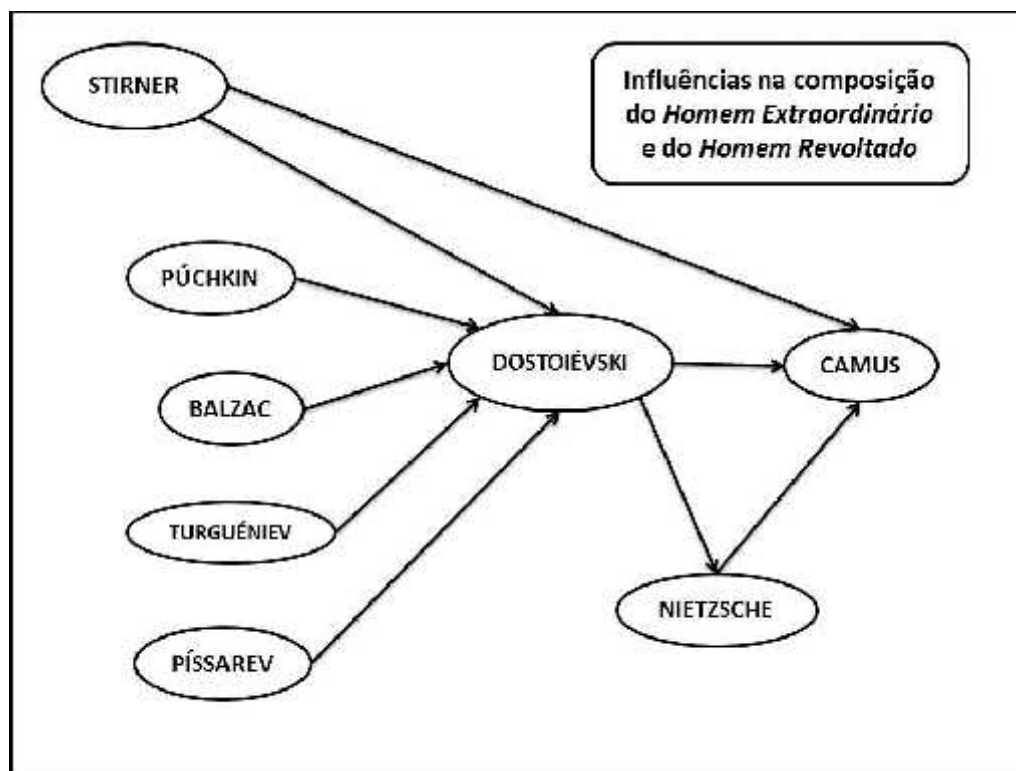 STIRNER
Influências na composição
do Homem Extraordinário
e do Homem Revoltado
PÚCHKIN
DOSTOIÉVSKI
CAMUS
BALZAC
TURGUÉNIEV
NIETZSCHE
PÍSSAREV